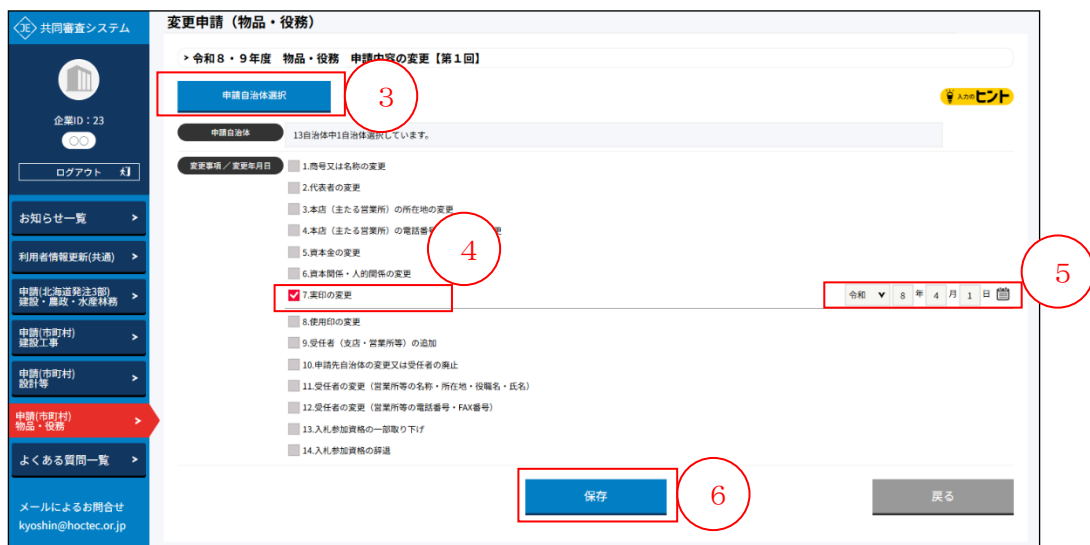 JE 共同審査システム
企業ID：23
○○
ログアウト
お知らせ一覧 >
利用者情報更新(共通) >
申請(北海道発注3部)
建設・農政・水産林務 >
申請(市町村)
建設工事 >
申請(市町村)
設計等 >
申請(市町村)
物品・役務 >
よくある質問一覧 >
メールによるお問合せ
kyoshin@hoctec.or.jp
変更申請（物品・役務）
> 令和８・９年度 物品・役務 申請内容の変更【第１回】
申請自治体選択
3
入力のヒント
申請自治体 13自治体中1自治体選択しています。
変更事項／変更年月日 1.商号又は名称の変更
2.代表者の変更
3.本店（主たる営業所）の所在地の変更
4.本店（主たる営業所）の電話番 更
4
5.資本金の変更
6.資本関係・人的関係の変更
7.実印の変更 令和 8 年 4 月 1 日
5
8.使用印の変更
9.受任者（支店・営業所等）の追加
10.申請先自治体の変更又は受任者の廃止
11.受任者の変更（営業所等の名称・所在地・役職名・氏名）
12.受任者の変更（営業所等の電話番号・FAX番号）
13.入札参加資格の一部取り下げ
14.入札参加資格の辞退
保存
6
戻る